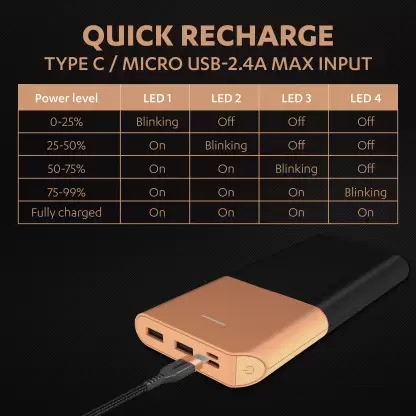 QUICK RECHARGE
TYPE C / MICRO USB-2.4A MAX INPUT
Power level LED 1 LED 2 LED 3 LED 4
0-25% Blinking Off Off Off
25-50% On Blinking Off Off
50-75% On On Blinking Off
75-99% On On On Blinking
Fully charged On On On On